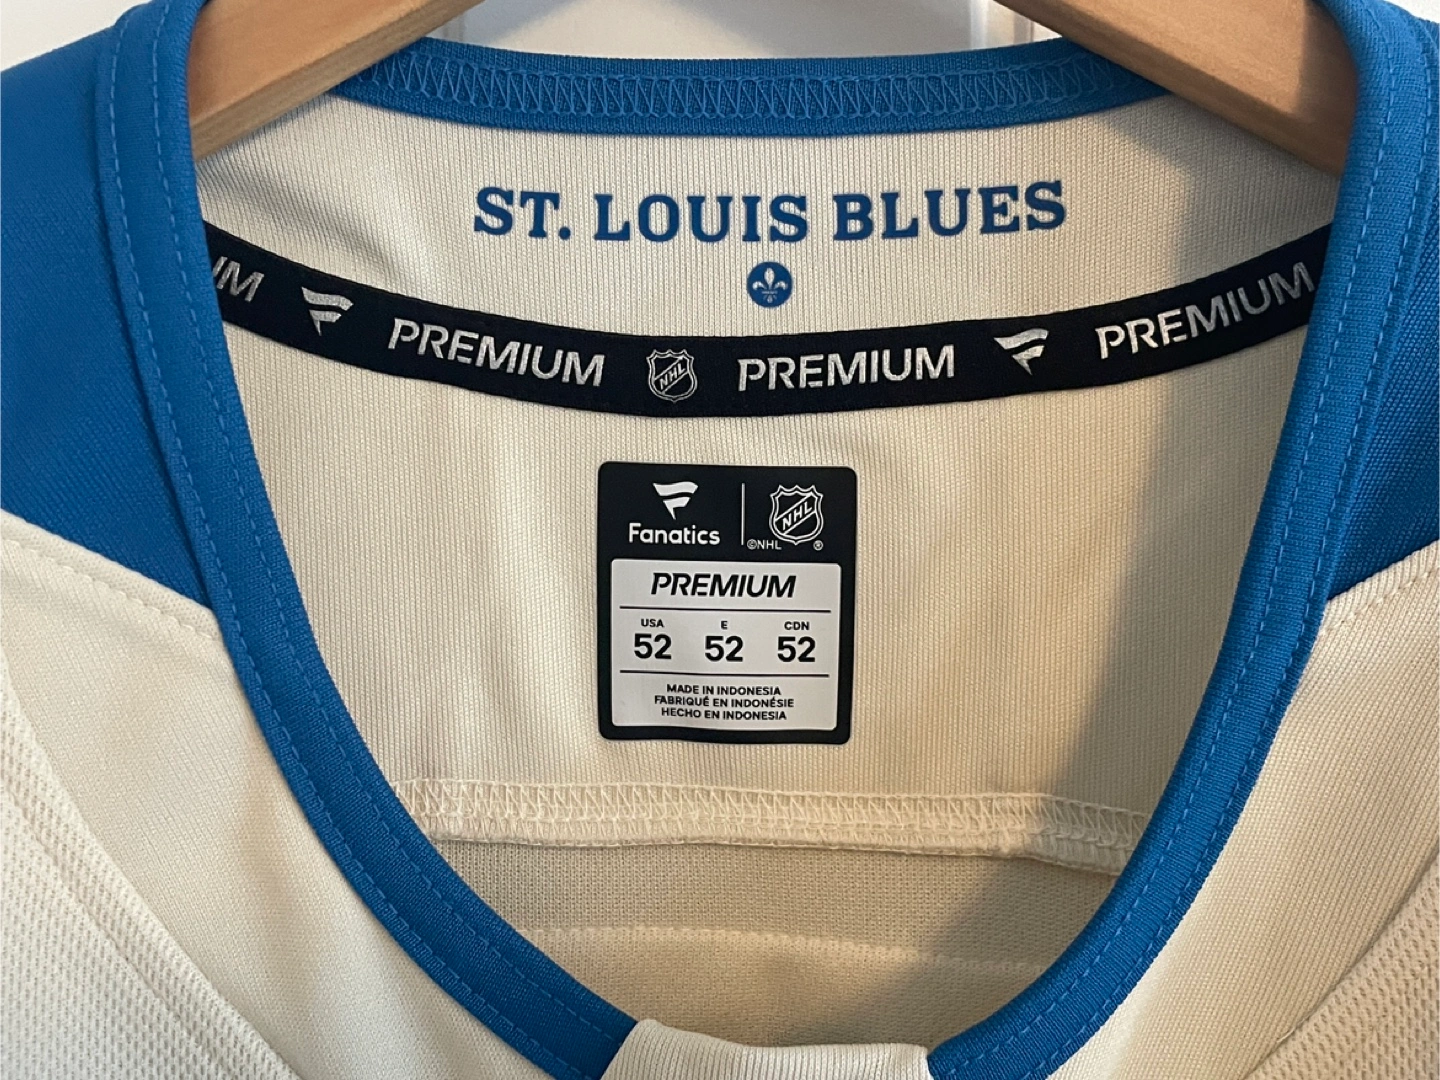 ST. LOUIS BLUES
UM PREMIUM NHL PREMIUM PREMIUM
Fanatics
NHL
©NHL ®
PREMIUM
USA E CDN
52 52 52
MADE IN INDONESIA
FABRIQUÉ EN INDONÉSIE
HECHO EN INDONESIA